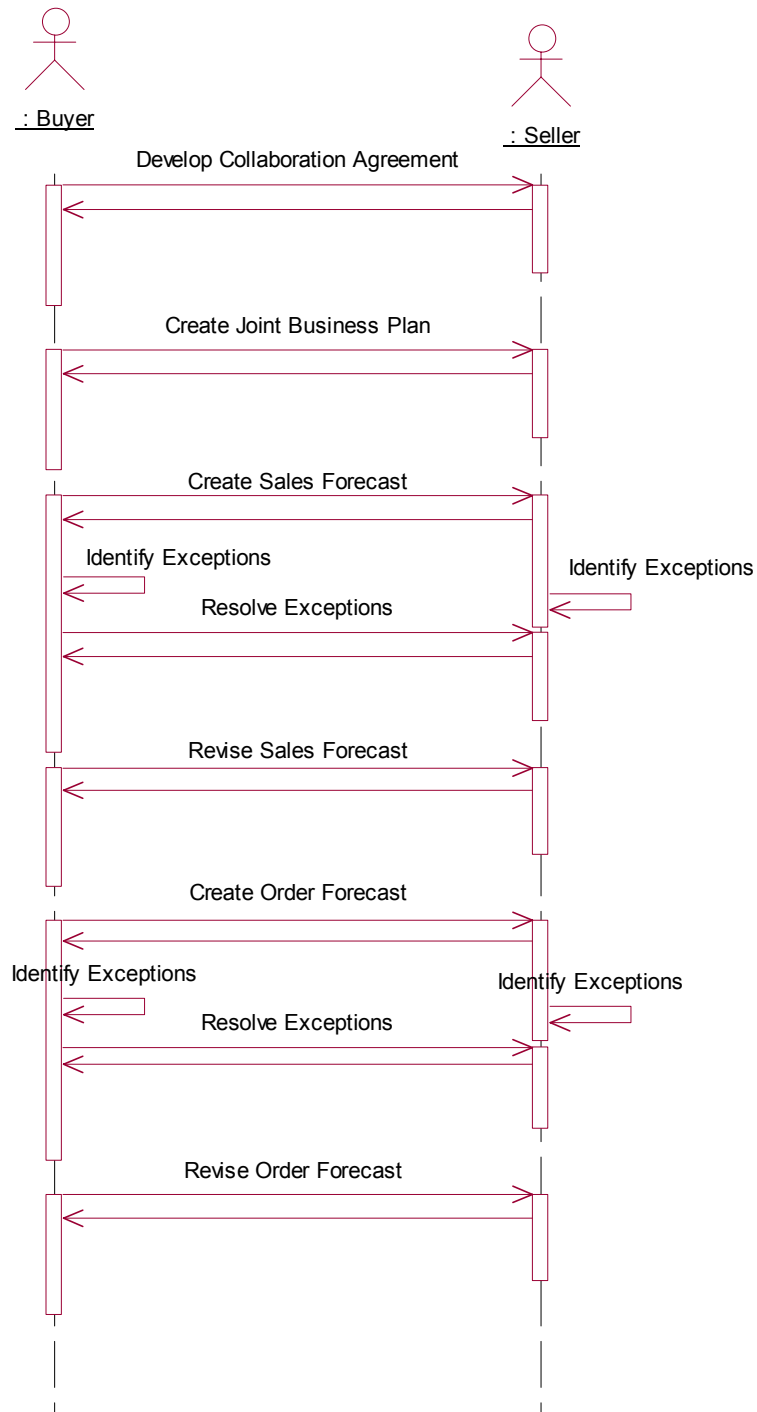 : Buyer
: Seller
Develop Collaboration Agreement
Create Joint Business Plan
Create Sales Forecast
Identify Exceptions
Identify Exceptions
Resolve Exceptions
Revise Sales Forecast
Create Order Forecast
Identify Exceptions
Identify Exceptions
Resolve Exceptions
Revise Order Forecast